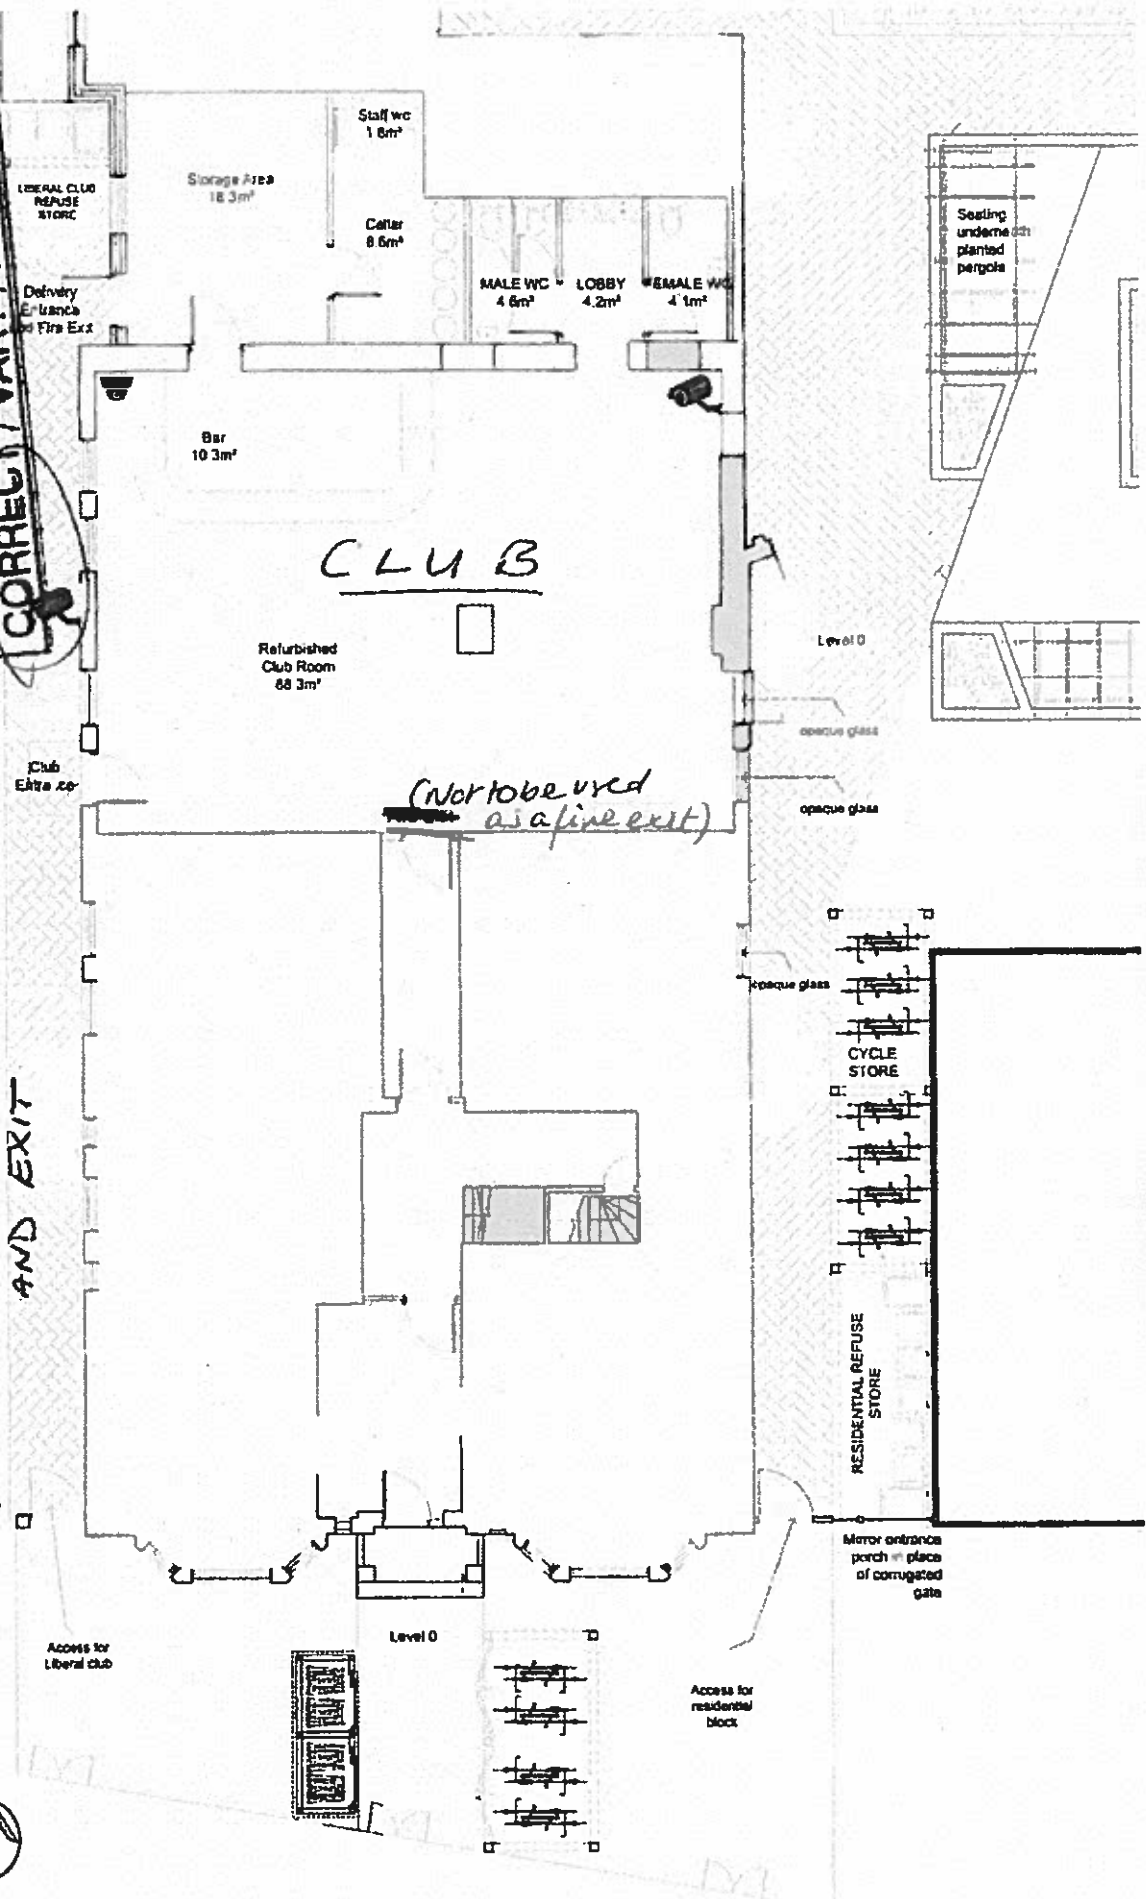 Staff wc
1.8m²
Storage Area
18.3m²
LIBERAL CLUB
REFUSE
STORE
Cellar
8.6m²
Seating
underneath
planted
pergola
MALE WC
4.6m²
LOBBY
4.2m²
FEMALE WC
4.1m²
Delivery
Entrance
Fire Exit
Bar
10.3m²
CORRECT
CLUB
Refurbished
Club Room
88.3m²
Level 0
opaque glass
Club
Entrance
(Not to be used
as a fire exit)
opaque glass
opaque glass
CYCLE
STORE
AND EXIT
RESIDENTIAL REFUSE
STORE
Mirror entrance
porch in place
of corrugated
gate
Level 0
Access for
Liberal club
Access for
residential
block